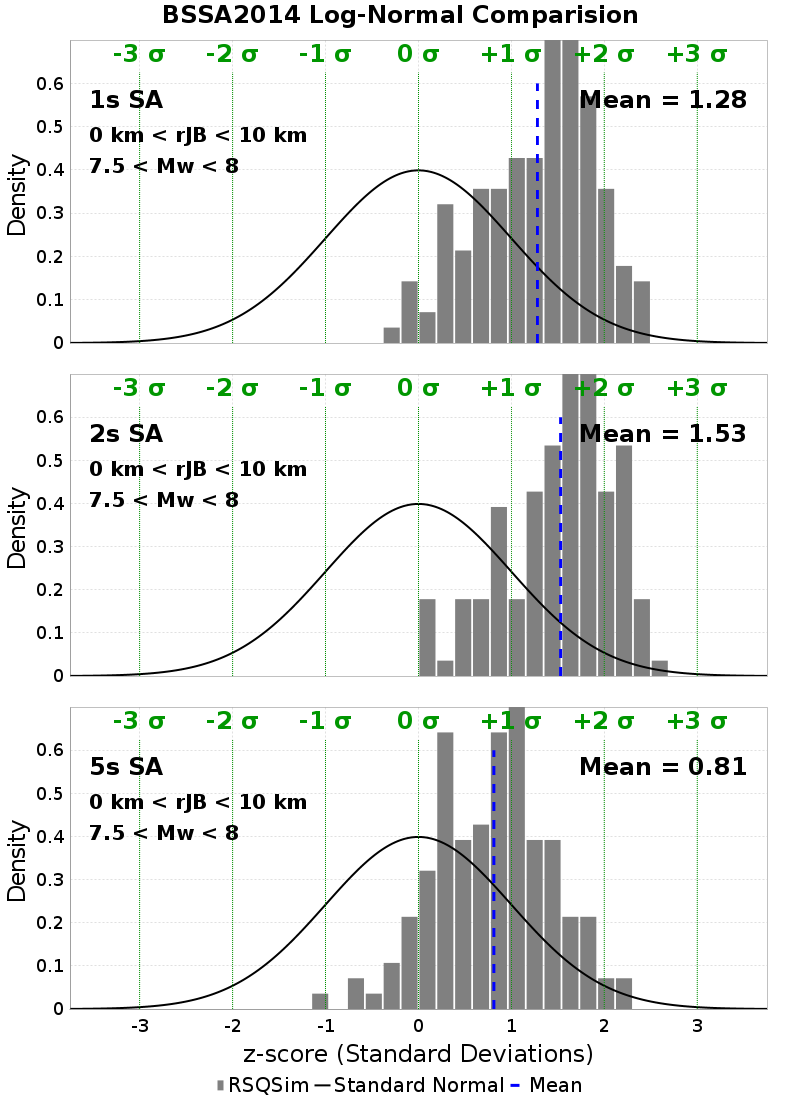 BSSA2014 Log-Normal Comparision
-3 σ -2 σ -1 σ 0 σ +1 σ +2 σ +3 σ
1s SA
Mean = 1.28
0 km < rJB < 10 km
7.5 < Mw < 8
Density
0.6
0.5
0.4
0.3
0.2
0.1
0
-3 σ -2 σ -1 σ 0 σ +1 σ +2 σ +3 σ
2s SA
Mean = 1.53
0 km < rJB < 10 km
7.5 < Mw < 8
Density
0.6
0.5
0.4
0.3
0.2
0.1
0
-3 σ -2 σ -1 σ 0 σ +1 σ +2 σ +3 σ
5s SA
Mean = 0.81
0 km < rJB < 10 km
7.5 < Mw < 8
Density
0.6
0.5
0.4
0.3
0.2
0.1
0
-3 -2 -1 0 1 2 3
z-score (Standard Deviations)
RSQSim Standard Normal Mean